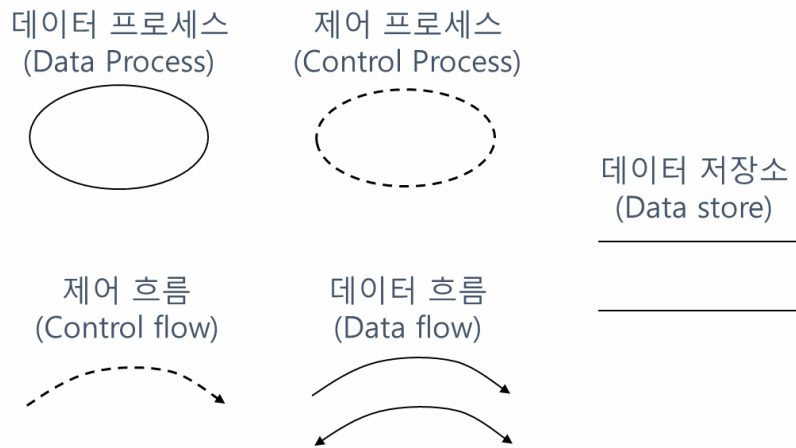 데이터 프로세스
(Data Process)
제어 프로세스
(Control Process)
데이터 저장소
(Data store)
제어 흐름
(Control flow)
데이터 흐름
(Data flow)